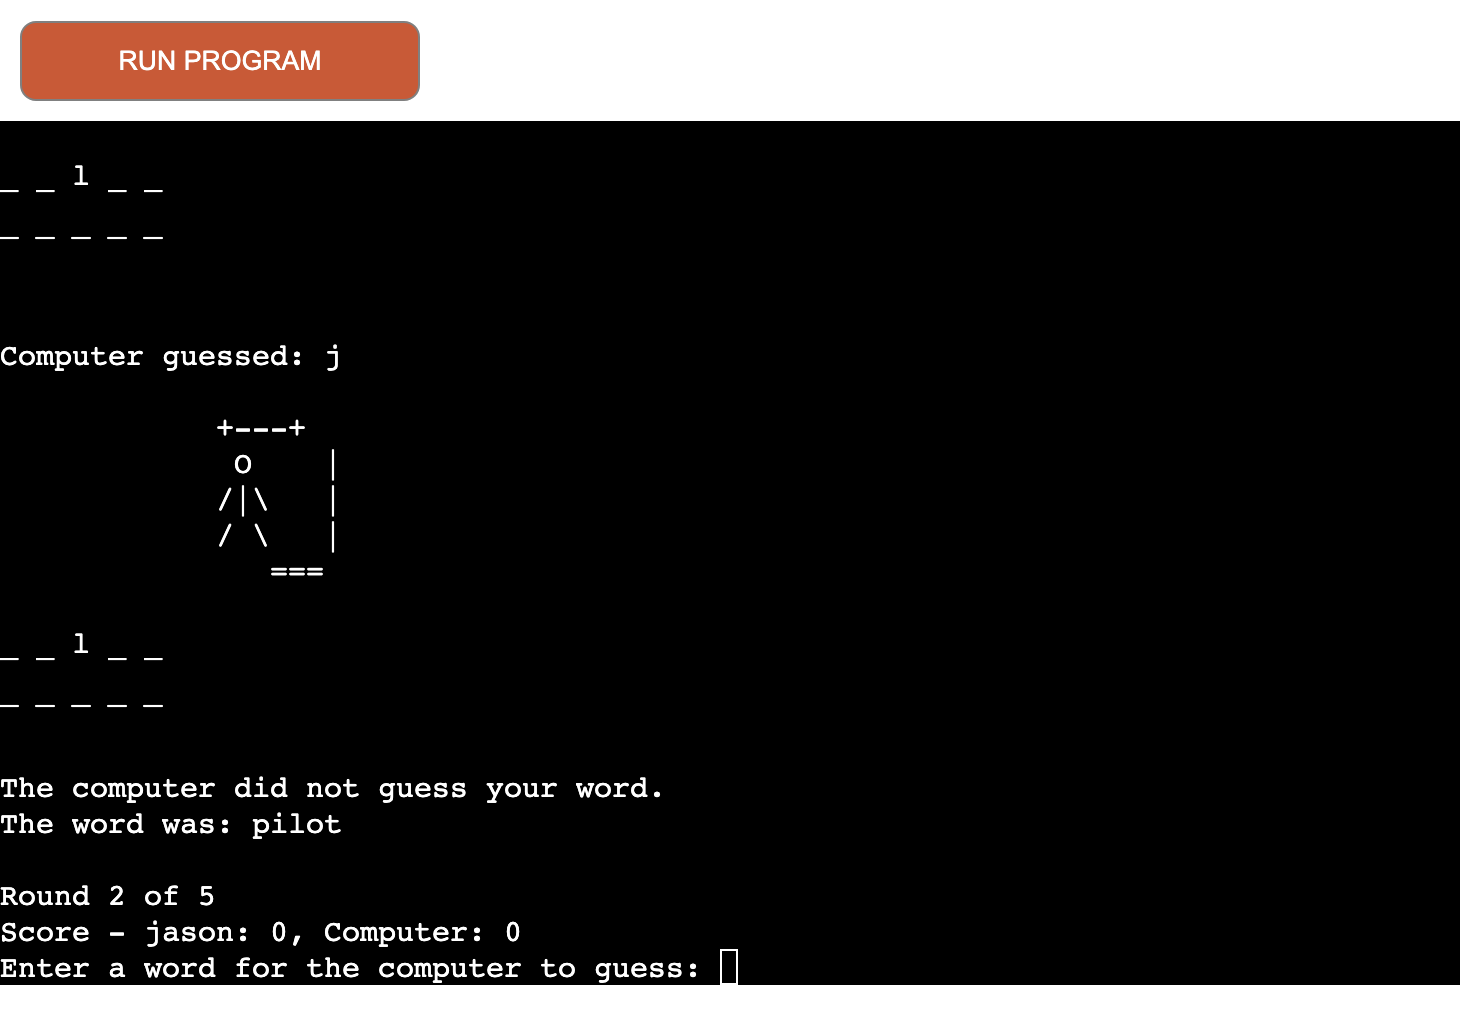 RUN PROGRAM
_ _ l _ _
_ _ _ _ _
Computer guessed: j
+---+
o    |
/|\   |
/ \   |
===
_ _ l _ _
_ _ _ _ _
The computer did not guess your word.
The word was: pilot
Round 2 of 5
Score - jason: 0, Computer: 0
Enter a word for the computer to guess: